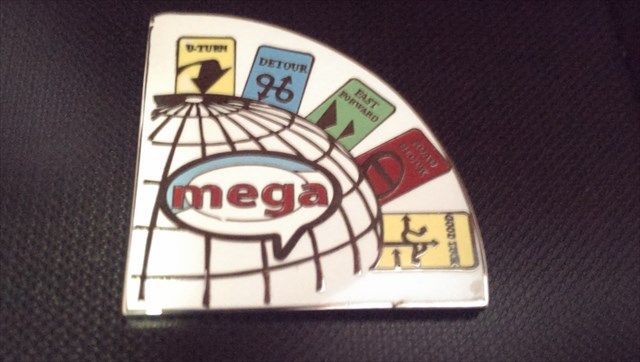 U-TURN
DETOUR
FAST
FORWARD
ROAD
BLOCK
mega